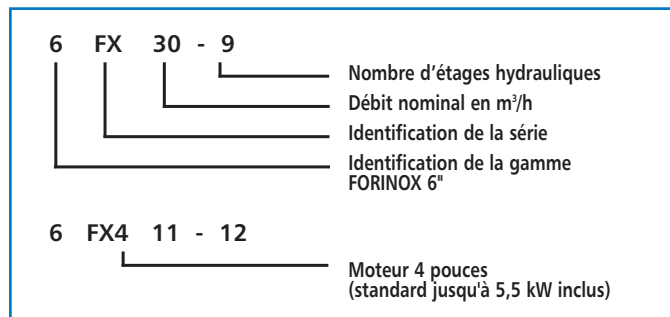 6 FX 30 - 9
Nombre d’étages hydrauliques
Débit nominal en m³/h
Identification de la série
Identification de la gamme
FORINOX 6"
6 FX4 11 - 12
Moteur 4 pouces
(standard jusqu'à 5,5 kW inclus)